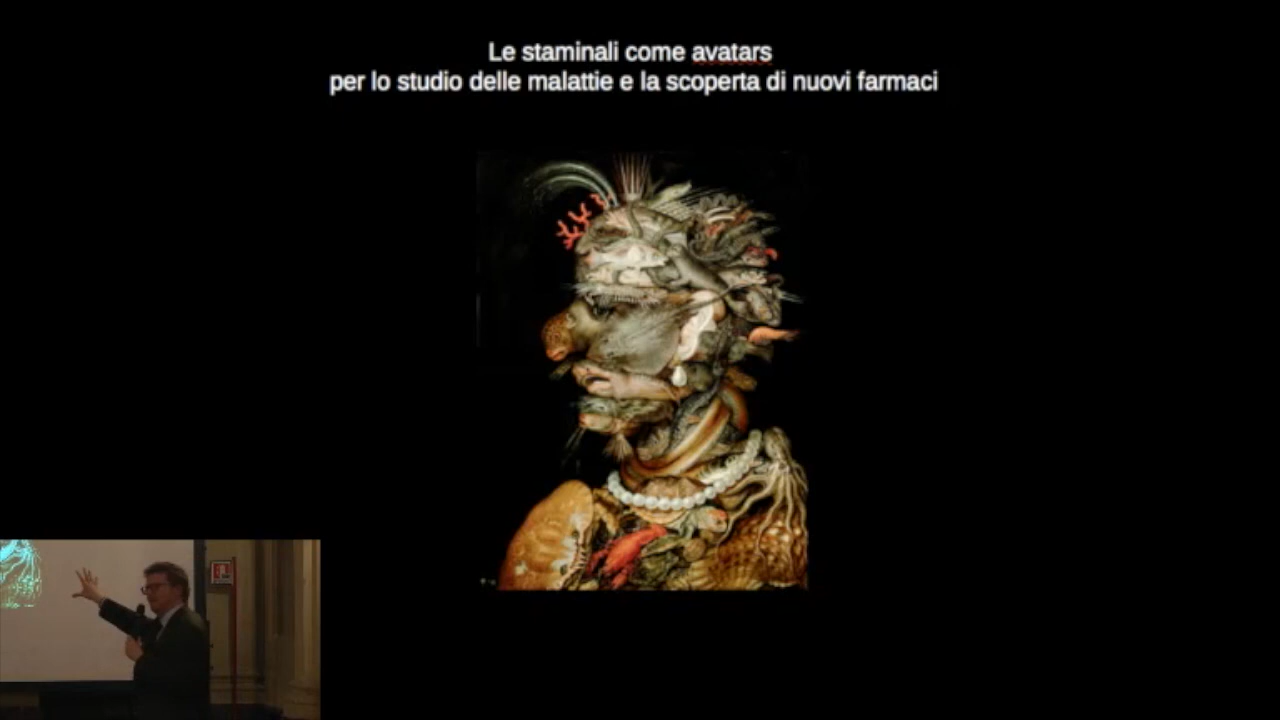 Le staminali come avatars
per lo studio delle malattie e la scoperta di nuovi farmaci